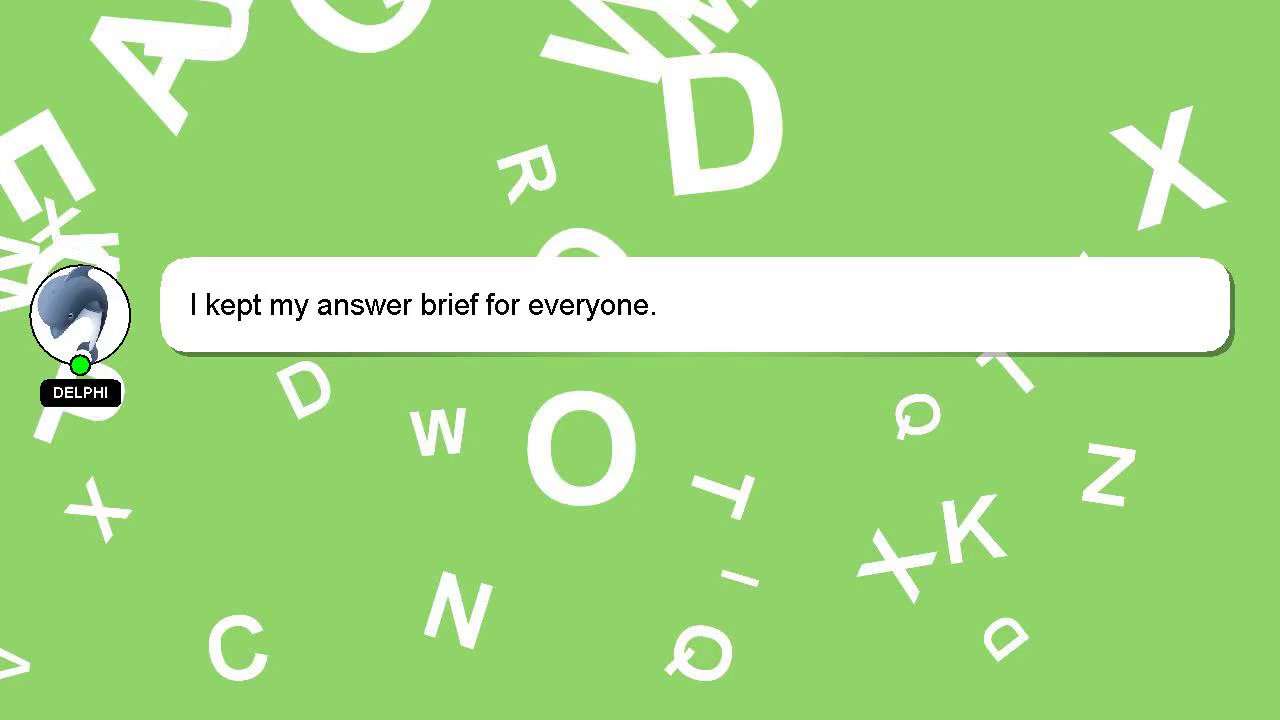 I kept my answer brief for everyone.
DELPHI
A
G
W
M
D
E
R
X
X
K
W
O
D
W
O
T
Q
T
Z
X
K
X
N
I
C
Q
D
V